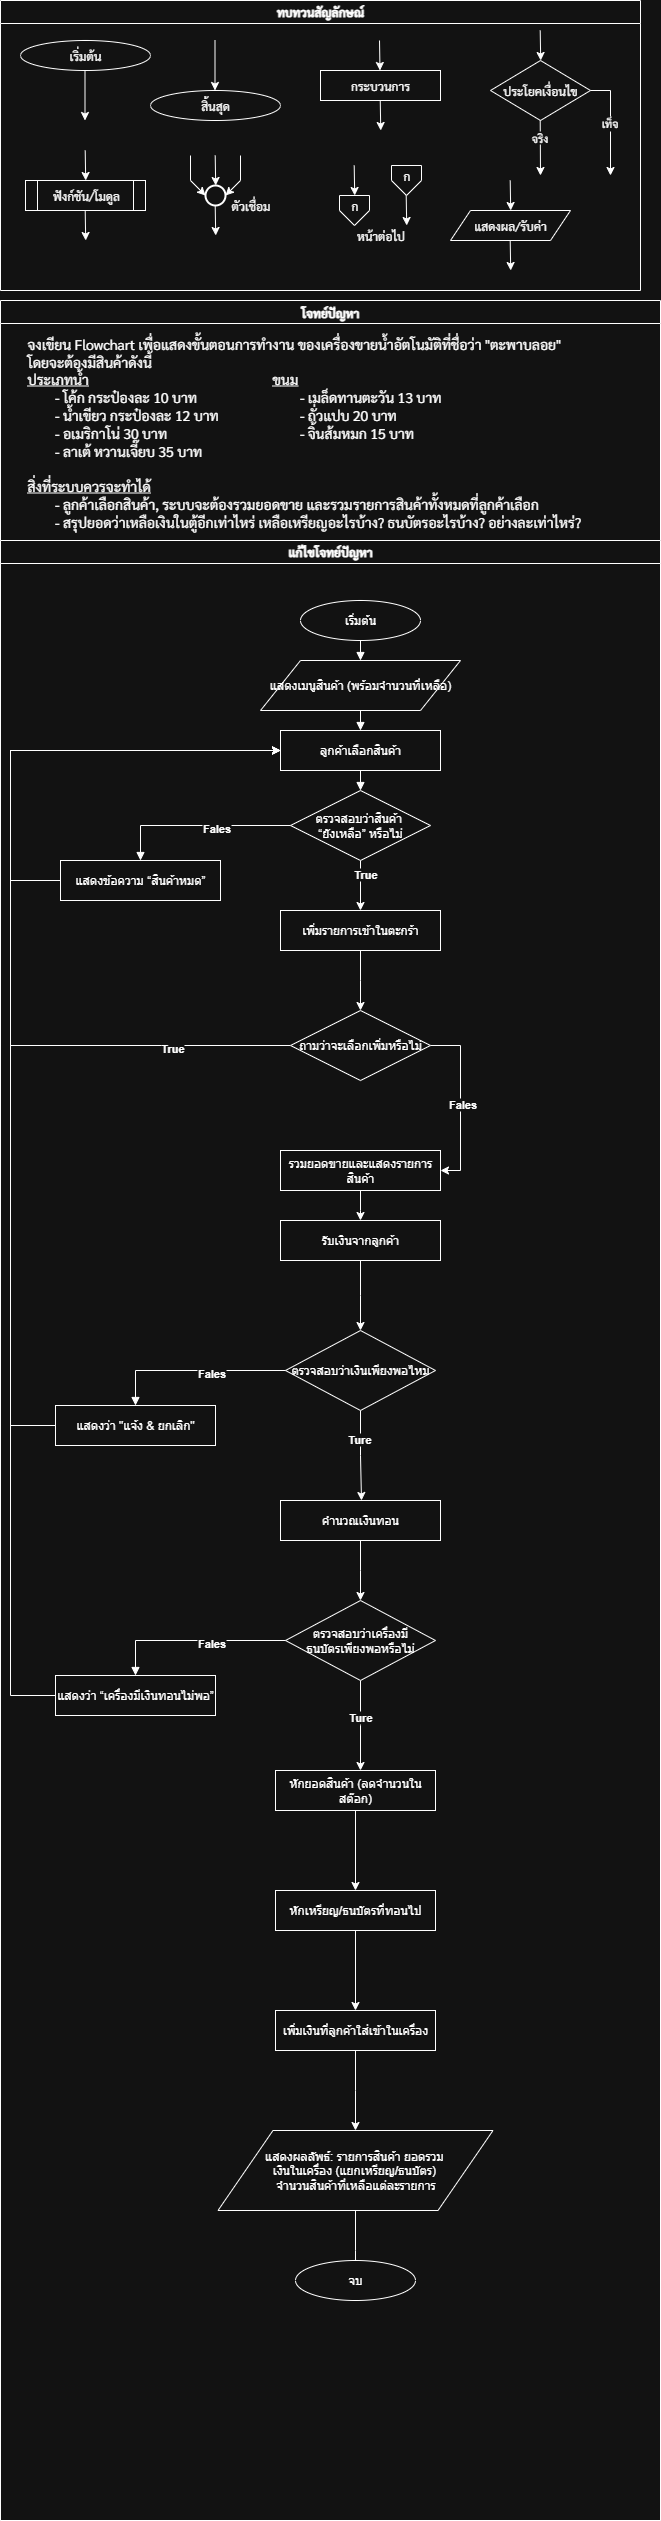 ทบทวนสัญลักษณ์
เริ่มต้น
สิ้นสุด
กระบวนการ
ประโยคเงื่อนไข
จริง
เท็จ
ฟังก์ชัน/โมดูล
ตัวเชื่อม
ก
ก
หน้าต่อไป
แสดงผล/รับค่า
โจทย์ปัญหา
จงเขียน Flowchart เพื่อแสดงขั้นตอนการทำงาน ของเครื่องขายน้ำอัตโนมัติที่ชื่อว่า "ตะพาบลอย"
โดยจะต้องมีสินค้าดังนี้
ประเภทน้ำ
- โค้ก กระป๋องละ 10 บาท
- น้ำเขียว กระป๋องละ 12 บาท
- อเมริกาโน่ 30 บาท
- ลาเต้ หวานเจี๊ยบ 35 บาท
ขนม
- เมล็ดทานตะวัน 13 บาท
- ถั่วแปบ 20 บาท
- จิ้นส้มหมก 15 บาท
สิ่งที่ระบบควรจะทำได้
- ลูกค้าเลือกสินค้า, ระบบจะต้องรวมยอดขาย และรวมรายการสินค้าทั้งหมดที่ลูกค้าเลือก
- สรุปยอดว่าเหลือเงินในตู้อีกเท่าไหร่ เหลือเหรียญอะไรบ้าง? ธนบัตรอะไรบ้าง? อย่างละเท่าไหร่?
แก้ไขโจทย์ปัญหา
เริ่มต้น
แสดงเมนูสินค้า (พร้อมจำนวนที่เหลือ)
ลูกค้าเลือกสินค้า
ตรวจสอบว่าสินค้า
“ยังเหลือ” หรือไม่
Fales
แสดงข้อความ “สินค้าหมด”
True
เพิ่มรายการเข้าในตะกร้า
ถามว่าจะเลือกเพิ่มหรือไม่
True
Fales
รวมยอดขายและแสดงรายการ
สินค้า
รับเงินจากลูกค้า
ตรวจสอบว่าเงินเพียงพอไหม
Fales
แสดงว่า "แจ้ง & ยกเลิก"
Ture
คำนวณเงินทอน
ตรวจสอบว่าเครื่องมี
ธนบัตรเพียงพอหรือไม่
Fales
แสดงว่า “เครื่องมีเงินทอนไม่พอ”
Ture
หักยอดสินค้า (ลดจำนวนใน
สต๊อก)
หักเหรียญ/ธนบัตรที่ทอนไป
เพิ่มเงินที่ลูกค้าใส่เข้าในเครื่อง
แสดงผลลัพธ์: รายการสินค้า ยอดรวม
เงินในเครื่อง (แยกเหรียญ/ธนบัตร)
จำนวนสินค้าที่เหลือแต่ละรายการ
จบ